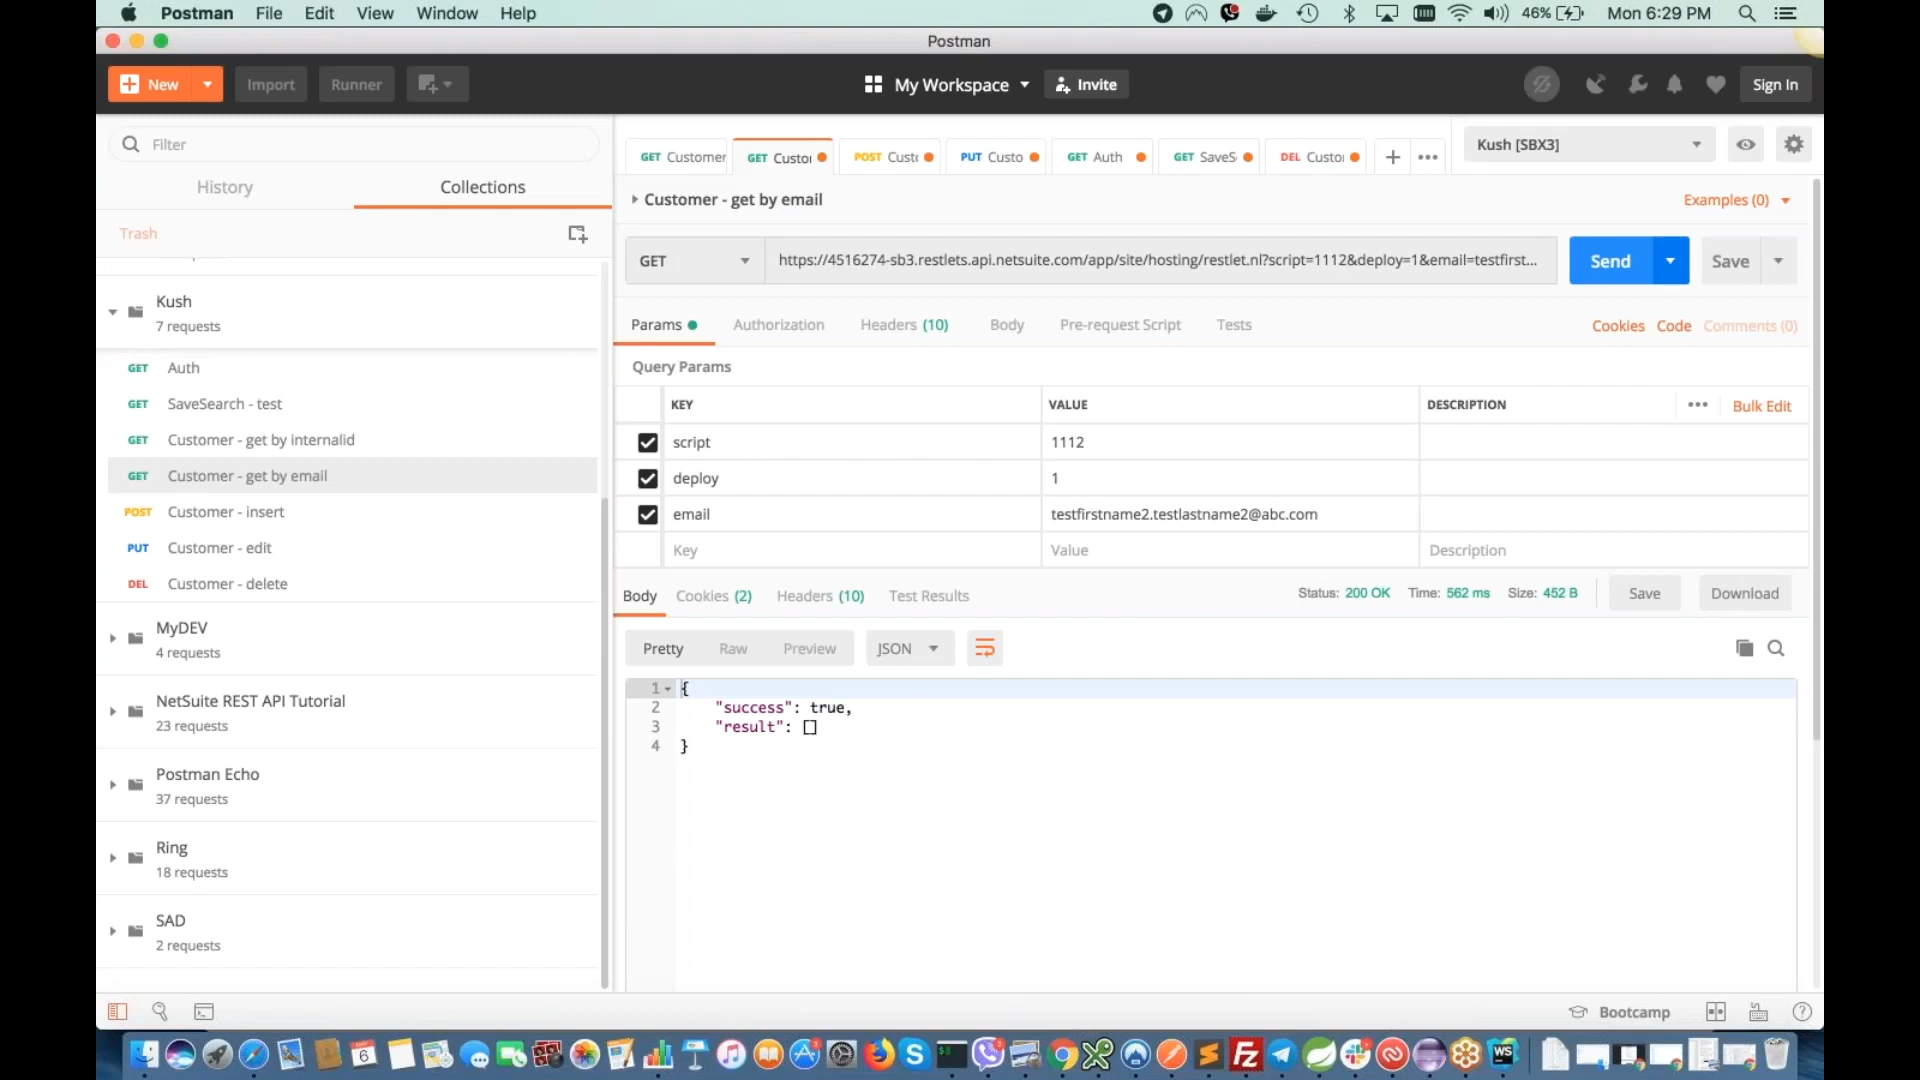 Postman File Edit View Window Help
46% Mon 6:29 PM
Postman
New Import Runner
My Workspace Invite
Sign In
Filter
History Collections
Trash
Kush
7 requests
GET Auth
GET SaveSearch - test
GET Customer - get by internalid
GET Customer - get by email
POST Customer - insert
PUT Customer - edit
DEL Customer - delete
MyDEV
4 requests
NetSuite REST API Tutorial
23 requests
Postman Echo
37 requests
Ring
18 requests
SAD
2 requests
GET Customer GET Custor POST Custo PUT Custo GET Auth GET SaveS DEL Custor
Kush [SBX3]
Customer - get by email
Examples (0)
GET https://4516274-sb3.restlets.api.netsuite.com/app/site/hosting/restlet.nl?script=1112&deploy=1&email=testfirst... Send Save
Params Authorization Headers (10) Body Pre-request Script Tests
Cookies Code Comments (0)
Query Params
KEY VALUE DESCRIPTION ••• Bulk Edit
script 1112
deploy 1
email testfirstname2.testlastname2@abc.com
Key Value Description
Body Cookies (2) Headers (10) Test Results
Status: 200 OK Time: 562 ms Size: 452 B Save Download
Pretty Raw Preview JSON
1 {
2 "success": true,
3 "result": []
4 }
Bootcamp
6
WS